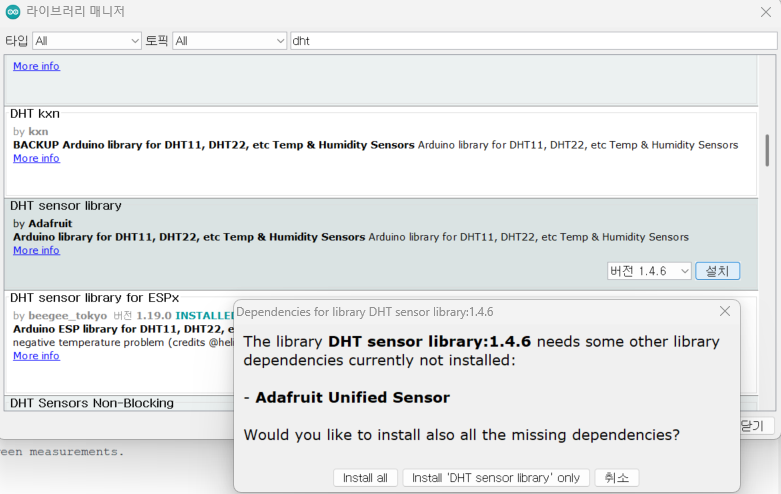 라이브러리 매니저
타입 All 토픽 All dht
More info
DHT kxn
by kxn
BACKUP Arduino library for DHT11, DHT22, etc Temp & Humidity Sensors Arduino library for DHT11, DHT22, etc Temp & Humidity Sensors
More info
DHT sensor library
by Adafruit
Arduino library for DHT11, DHT22, etc Temp & Humidity Sensors Arduino library for DHT11, DHT22, etc Temp & Humidity Sensors
More info
버전 1.4.6 설치
DHT sensor library for ESPx
by beegee_tokyo 버전 1.19.0 INSTALLED
Arduino ESP library for DHT11, DHT22, e
negative temperature problem (credits @heli
More info
DHT Sensors Non-Blocking
닫기
een measurements.
Dependencies for library DHT sensor library:1.4.6
The library DHT sensor library:1.4.6 needs some other library
dependencies currently not installed:
- Adafruit Unified Sensor
Would you like to install also all the missing dependencies?
Install all Install 'DHT sensor library' only 취소